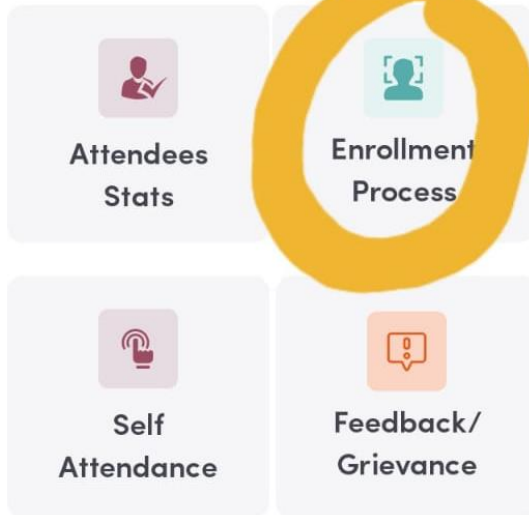 Attendees
Stats
Enrollment
Process
Self
Attendance
Feedback/
Grievance